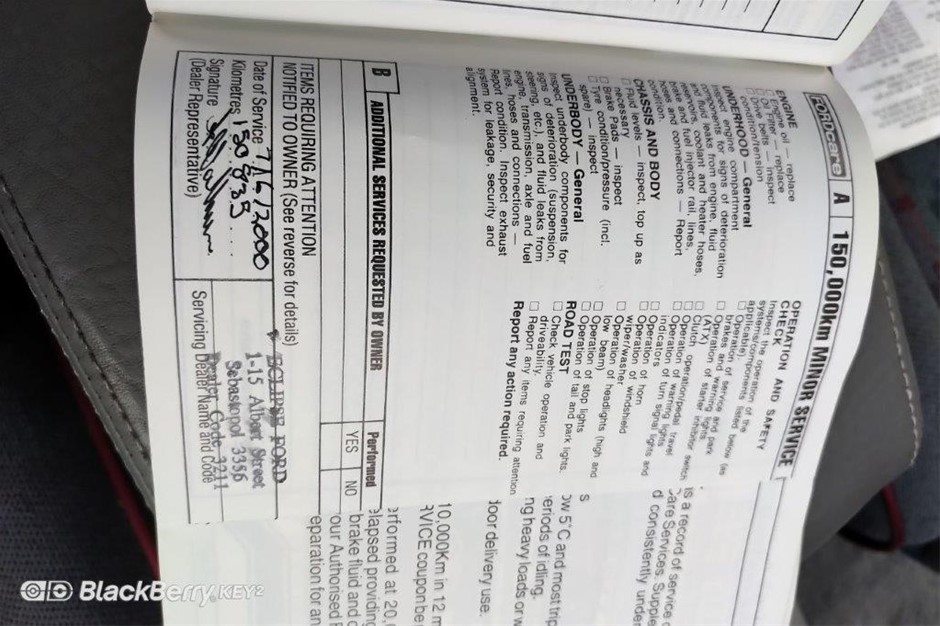 FORDcare A 150,000km MINOR SERVICE
ENGINE
Engine oil — replace
Oil Filter — replace
Drive belts — inspect
condition/tension
UNDERHOOD — General
Inspect engine compartment
components for signs of deterioration
and fluid leaks from engine, fluid
reservoirs, coolant and heater hoses,
brake and fuel injector rail, lines,
hoses and connections — Report
condition.
CHASSIS AND BODY
Fluid levels — inspect, top up as
necessary
Brake Pads — inspect
Tyre condition/pressure (incl.
spare) — inspect
UNDERBODY — General
Inspect underbody components for
signs of deterioration (suspension,
steering, etc.), and fluid leaks from
engine, transmission, axle and fuel
lines, hoses and connections —
Report condition. Inspect exhaust
system for leakage, security and
alignment.
OPERATION AND SAFETY
CHECK
Inspect the operation of the
systems/components listed below (as
applicable)
Operation of service and park
brakes and warning lights
Operation of starter inhibitor switch
(ATX)
Clutch operation/pedal travel
Operation of warning lights
Operation of turn signal lights and
indicators
Operation of horn
Operation of windshield
wiper/washer
Operation of headlights (high and
low beam)
Operation of stop lights
Operation of tail and park lights.
ROAD TEST
Check vehicle operation and
driveability
Report any items requiring attention
Report any action required.
B ADDITIONAL SERVICES REQUESTED BY OWNER
Performed
YES NO
ITEMS REQUIRING ATTENTION
NOTIFIED TO OWNER (See reverse for details)
Date of Service 7/6/2000
Kilometres 150.835
Signature
(Dealer Representative)
ECLIPSE FORD
1-15 Albert Street
Sebastopol 3356
Dealer Code 3211
Servicing Dealer Name and Code
is a record of service
are Services. Supple
d consistently under
s
ow 5°C and most trip
eriods of idling.
ng heavy loads or
door delivery use.
10,000Km in 12 m
RVICE coupon be
erformed at 20,
elapsed providing
brake fluid and
our Authorised F
eparation for an
BlackBerry KEY²